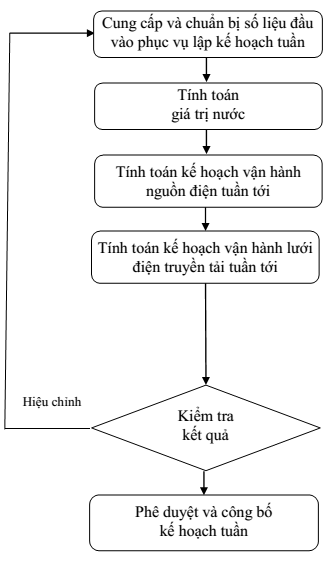 Cung cấp và chuẩn bị số liệu đầu
vào phục vụ lập kế hoạch tuần
Tính toán
giá trị nước
Tính toán kế hoạch vận hành
nguồn điện tuần tới
Tính toán kế hoạch vận hành lưới
điện truyền tải tuần tới
Hiệu chỉnh
Kiểm tra
kết quả
Phê duyệt và công bố
kế hoạch tuần